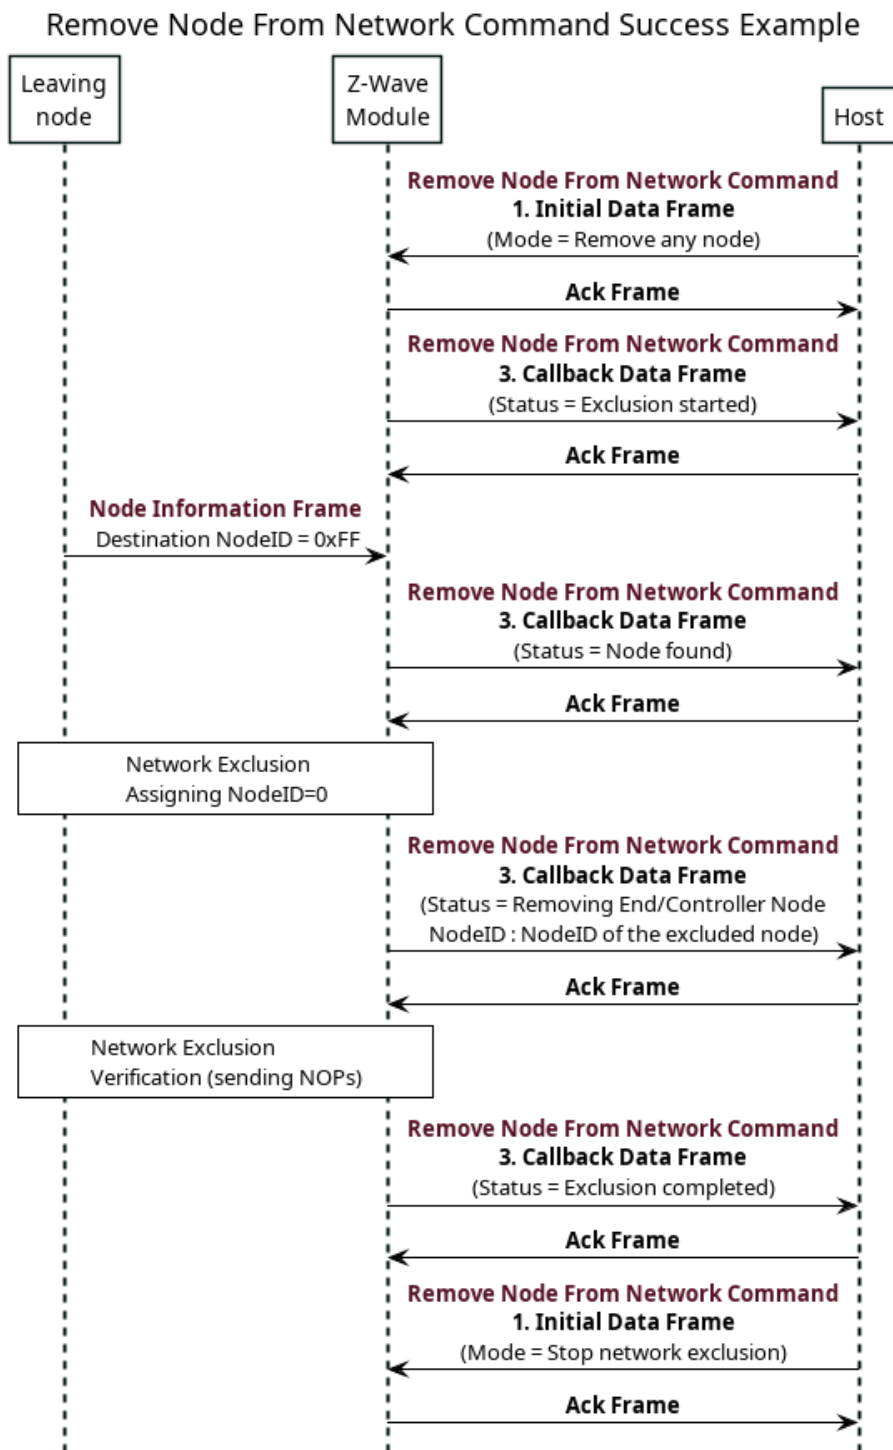 Remove Node From Network Command Success Example
Leaving
node
Z-Wave
Module
Host
Remove Node From Network Command
1. Initial Data Frame
(Mode = Remove any node)
Ack Frame
Remove Node From Network Command
3. Callback Data Frame
(Status = Exclusion started)
Ack Frame
Node Information Frame
Destination NodeID = 0xFF
Remove Node From Network Command
3. Callback Data Frame
(Status = Node found)
Ack Frame
Network Exclusion
Assigning NodeID=0
Remove Node From Network Command
3. Callback Data Frame
(Status = Removing End/Controller Node
NodeID : NodeID of the excluded node)
Ack Frame
Network Exclusion
Verification (sending NOPs)
Remove Node From Network Command
3. Callback Data Frame
(Status = Exclusion completed)
Ack Frame
Remove Node From Network Command
1. Initial Data Frame
(Mode = Stop network exclusion)
Ack Frame